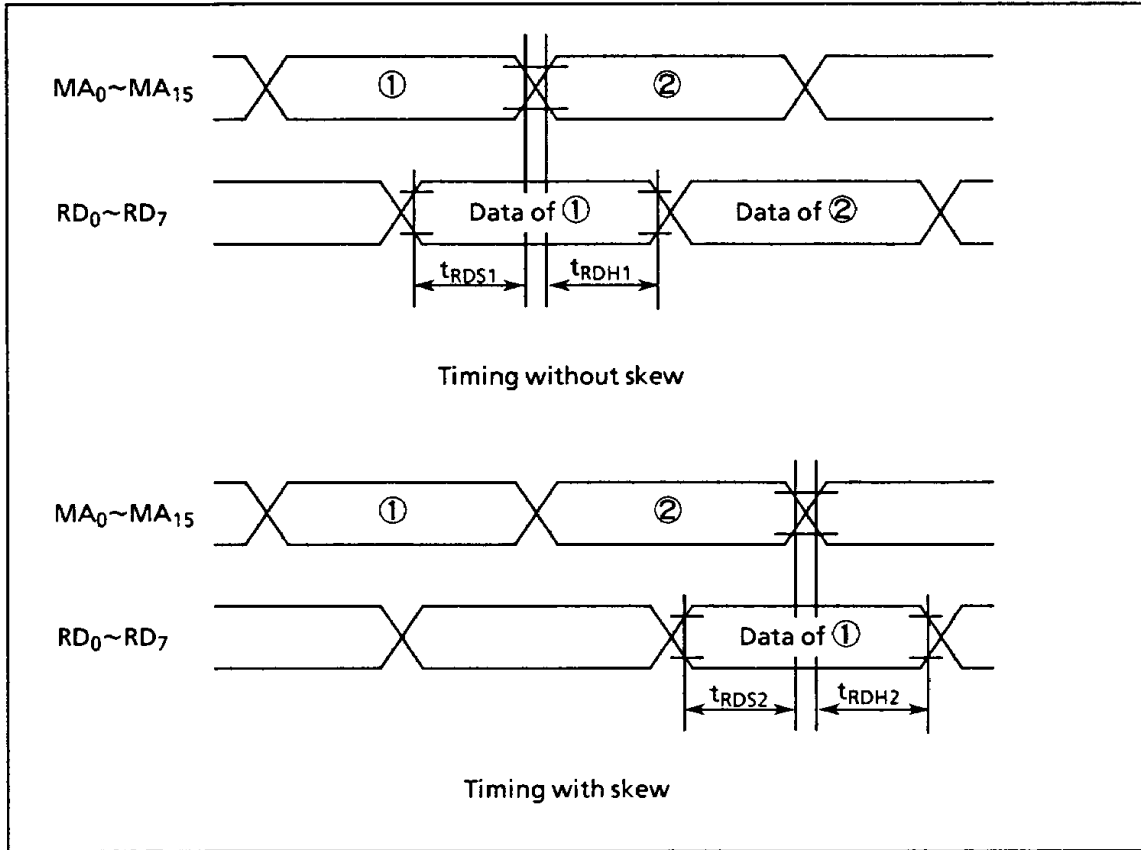 MA0~MA15 ① ②
RD0~RD7 Data of ① Data of ②
tRDS1 tRDH1
Timing without skew
MA0~MA15 ① ②
RD0~RD7 Data of ①
tRDS2 tRDH2
Timing with skew